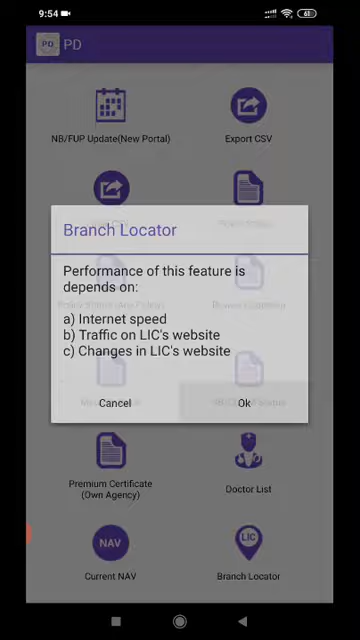 9:54
61
PD PD
NB/FUP Update(New Portal)
Export CSV
Branch Locator
Performance of this feature is
depends on:
a) Internet speed
b) Traffic on LIC's website
c) Changes in LIC's website
Cancel
Ok
Premium Certificate
(Own Agency)
Doctor List
NAV
LIC
Current NAV
Branch Locator